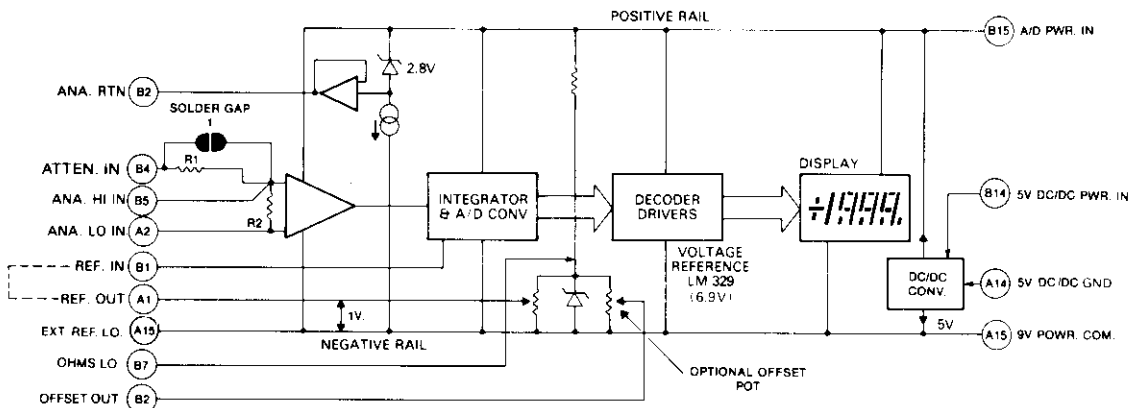 POSITIVE RAIL
B15 A/D PWR. IN
2.8V
ANA. RTN B2
SOLDER GAP
1
R1
ATTEN. IN B4
ANA. HI IN B5
R2
ANA. LO IN A2
REF. IN B1
REF. OUT A1
1V.
EXT REF. LO. A15
NEGATIVE RAIL
OHMS LO B7
OFFSET OUT B2
INTEGRATOR
& A/D CONV
DECODER
DRIVERS
VOLTAGE
REFERENCE
LM 329
(6.9V)
OPTIONAL OFFSET
POT
DISPLAY
÷1999.
B14 5V DC/DC PWR. IN
DC/DC
CONV.
A14 5V DC/DC GND
5V
A15 9V POWR. COM.